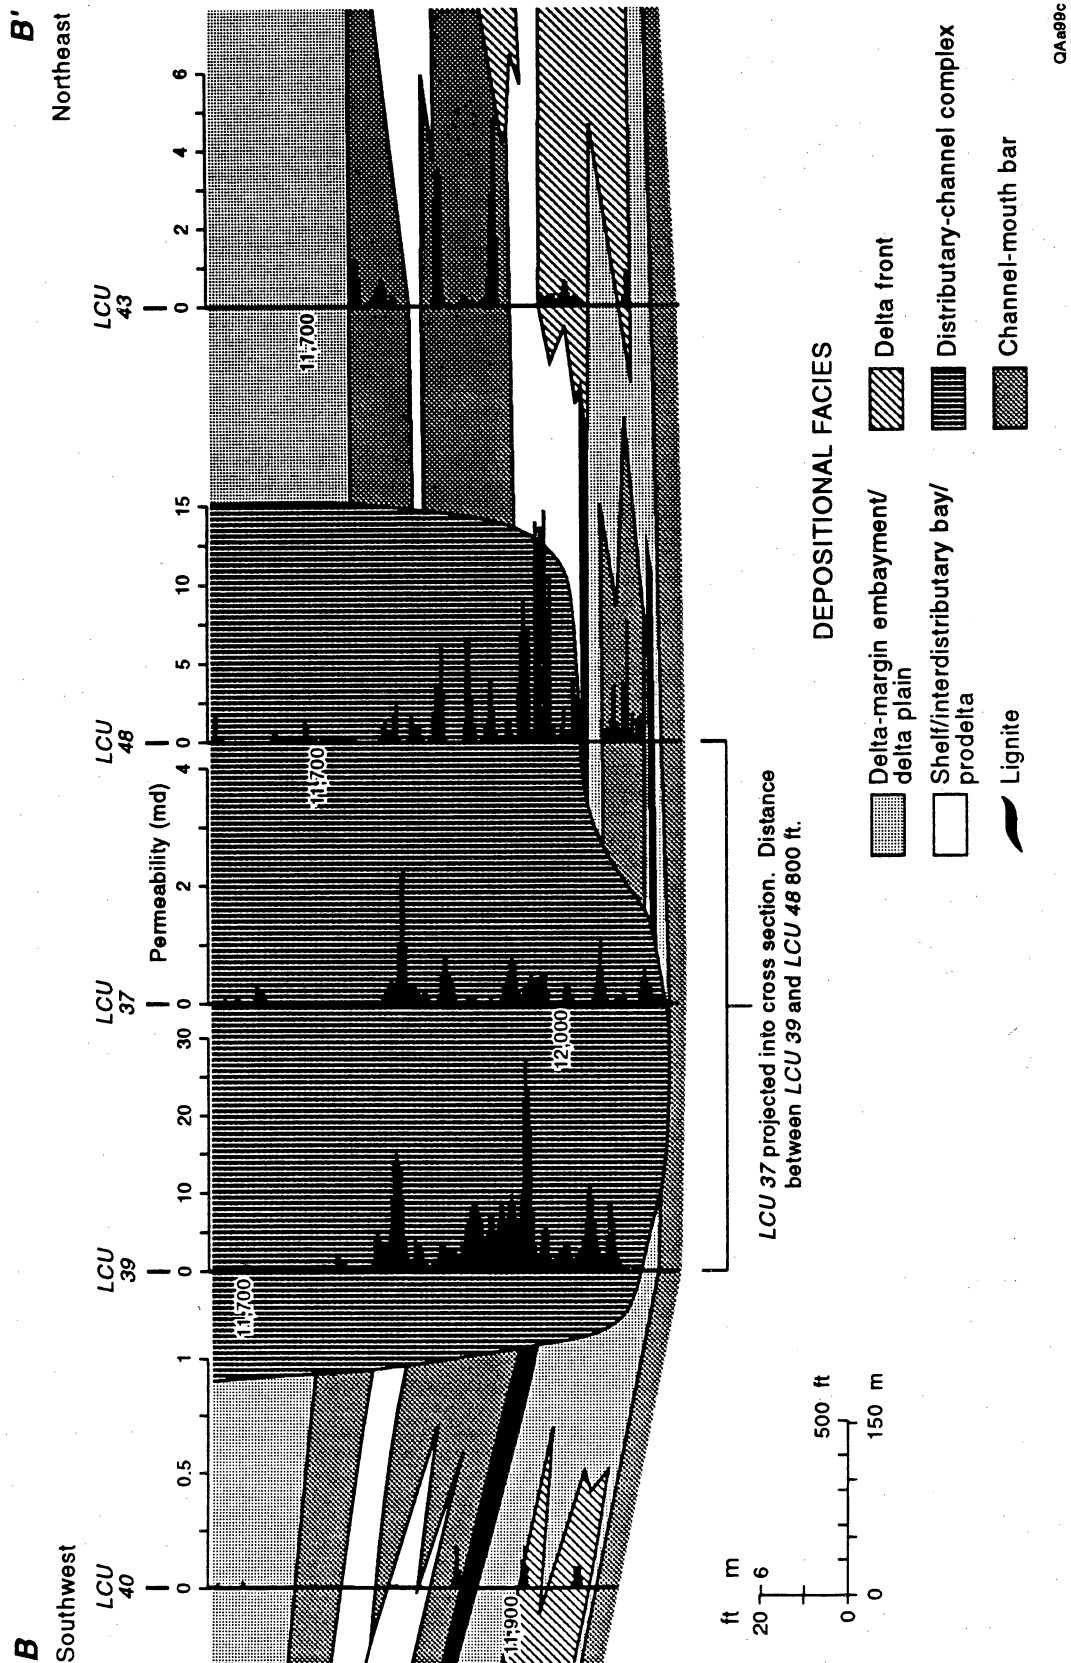 B
Southwest
B'
Northeast
LCU
40
LCU
39
LCU
37
LCU
48
LCU
43
Permeability (md)
0 0.5 1
0 10 20 30
0 2 4
0 5 10 15
0 2 4 6
11,900
11,700
12,000
11,700
11,700
LCU 37 projected into cross section. Distance
between LCU 39 and LCU 48 800 ft.
ft m
20 6
0
0
500 ft
150 m
DEPOSITIONAL FACIES
Delta-margin embayment/
delta plain
Shelf/interdistributary bay/
prodelta
Lignite
Delta front
Distributary-channel complex
Channel-mouth bar
QAa99c